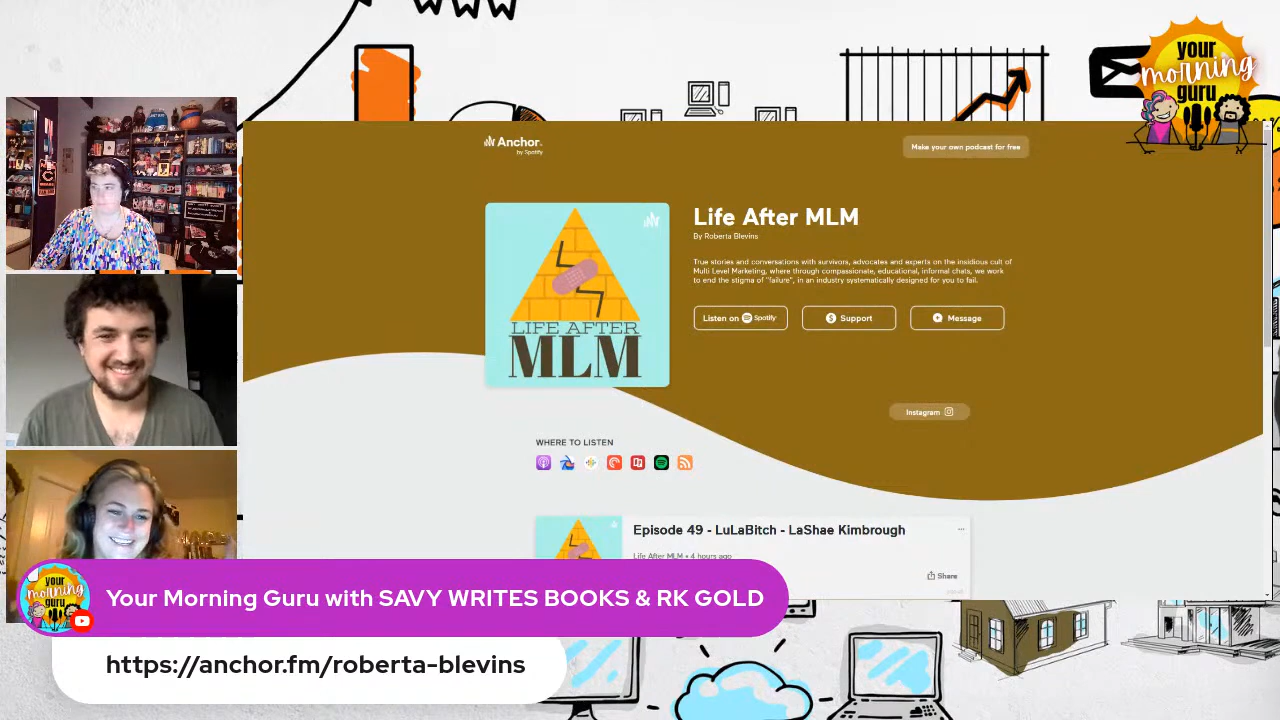 your
morning
guru
Anchor
by Spotify
Make your own podcast for free
Life After MLM
By Roberta Blevins
True stories and conversations with survivors, advocates and experts on the insidious cult of
Multi Level Marketing, where through compassionate, educational, informal chats, we work
to end the stigma of "failure", in an industry systematically designed for you to fail.
LIFE AFTER
MLM
Listen on Spotify
Support
Message
Instagram
WHERE TO LISTEN
Episode 49 - LuLaBitch - LaShae Kimbrough
Life After MLM • 4 hours ago
Share
your
morning
guru
Your Morning Guru with SAVY WRITES BOOKS & RK GOLD
https://anchor.fm/roberta-blevins